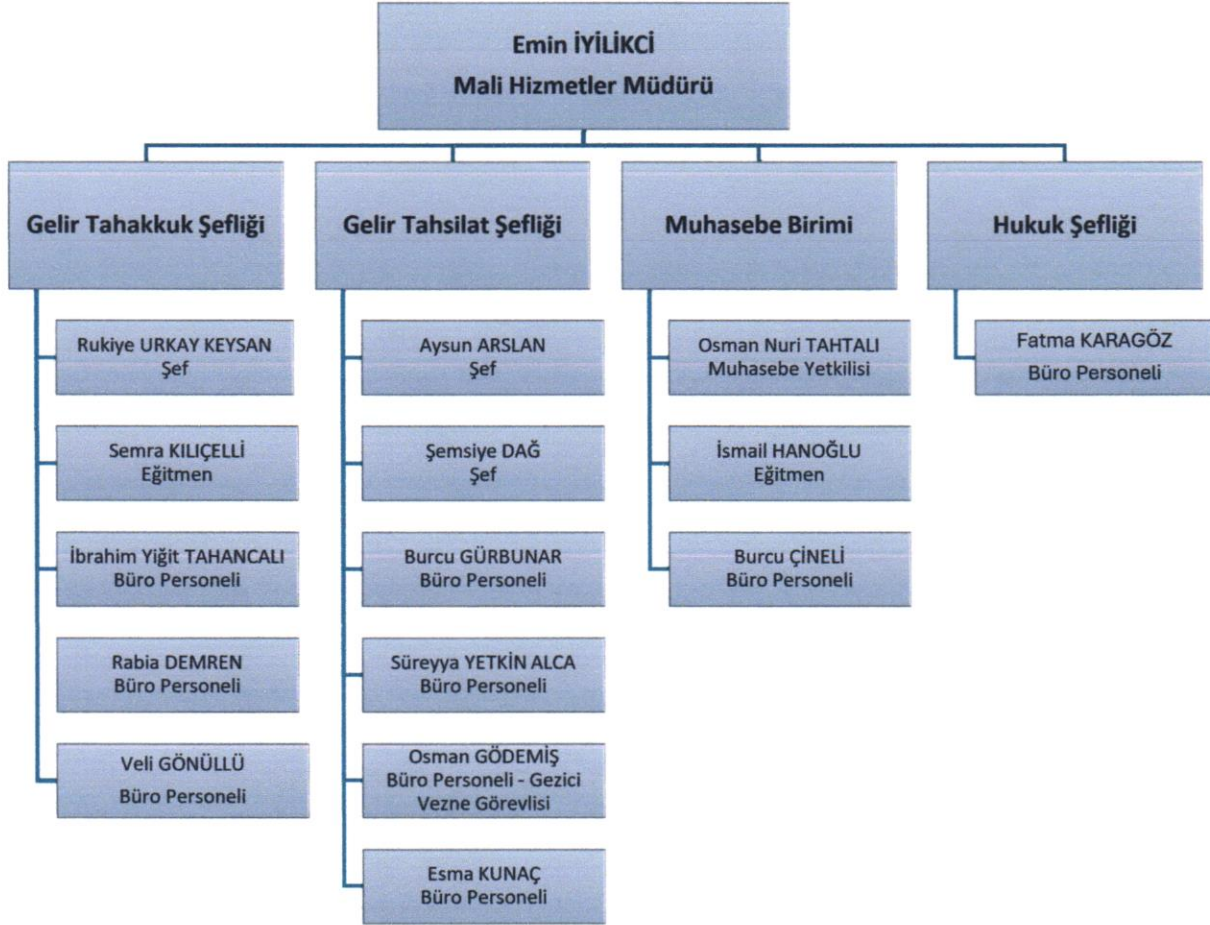 Emin İYİLİKCİ
Mali Hizmetler Müdürü
Gelir Tahakkuk Şefliği
Rukiye URKAY KEYSAN
Şef
Semra KILIÇELLİ
Eğitmen
İbrahim Yiğit TAHANCALI
Büro Personeli
Rabia DEMREN
Büro Personeli
Veli GÖNÜLLÜ
Büro Personeli
Gelir Tahsilat Şefliği
Aysun ARSLAN
Şef
Şemsiye DAĞ
Şef
Burcu GÜRBUNAR
Büro Personeli
Süreyya YETKİN ALCA
Büro Personeli
Osman GÖDEMİŞ
Büro Personeli - Gezici
Vezne Görevlisi
Esma KUNAÇ
Büro Personeli
Muhasebe Birimi
Osman Nuri TAHTALI
Muhasebe Yetkilisi
İsmail HANOĞLU
Eğitmen
Burcu ÇİNELİ
Büro Personeli
Hukuk Şefliği
Fatma KARAGÖZ
Büro Personeli